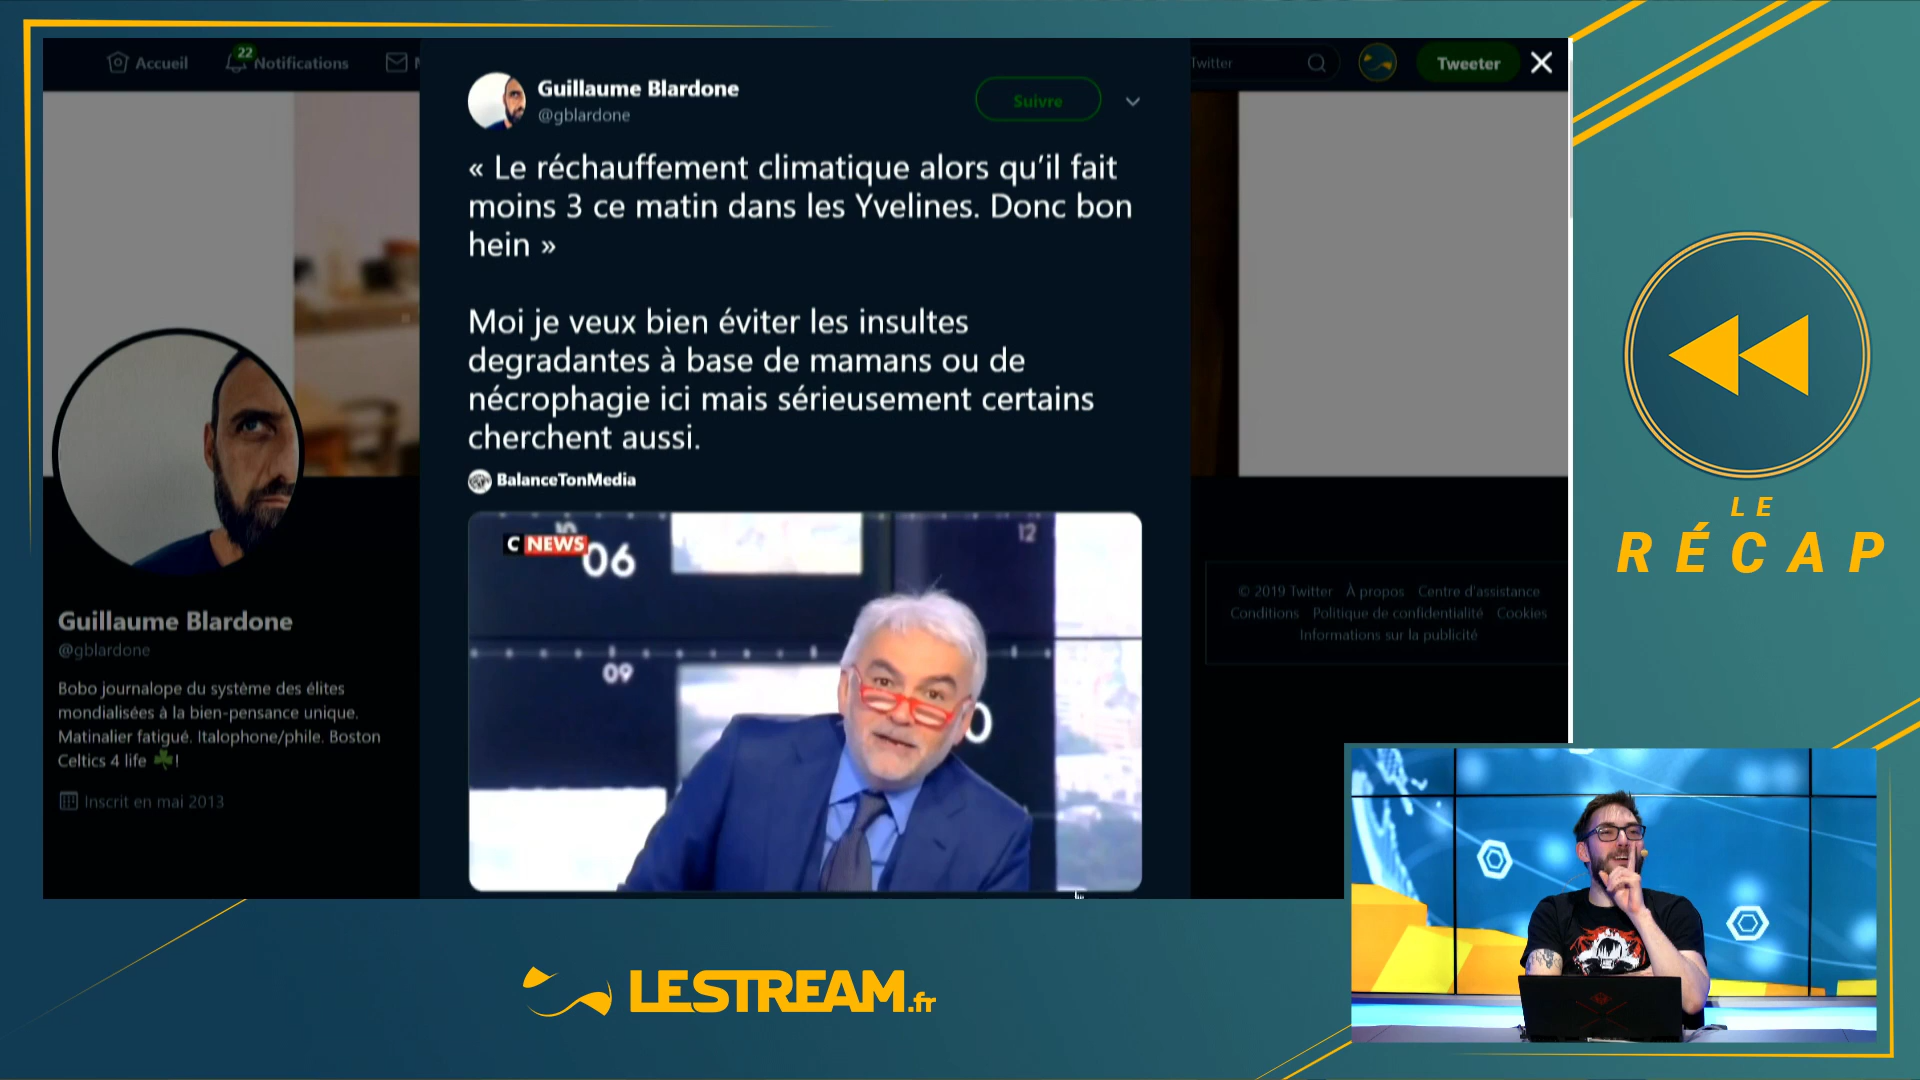 Accueil
22
Notifications
Twitter
Tweeter
Guillaume Blardone
@gblardone
Suivre
« Le réchauffement climatique alors qu’il fait
moins 3 ce matin dans les Yvelines. Donc bon
hein »
Moi je veux bien éviter les insultes
degradantes à base de mamans ou de
nécrophagie ici mais sérieusement certains
cherchent aussi.
BalanceTonMedia
C NEWS
10
06
12
09
Guillaume Blardone
@gblardone
Bobo journalope du système des élites
mondialisées à la bien-pensance unique.
Matinalier fatigué. Italophone/phile. Boston
Celtics 4 life ☘!
Inscrit en mai 2013
© 2019 Twitter À propos Centre d'assistance
Conditions Politique de confidentialité Cookies
Informations sur la publicité
LE
RÉCAP
LESTREAM.fr